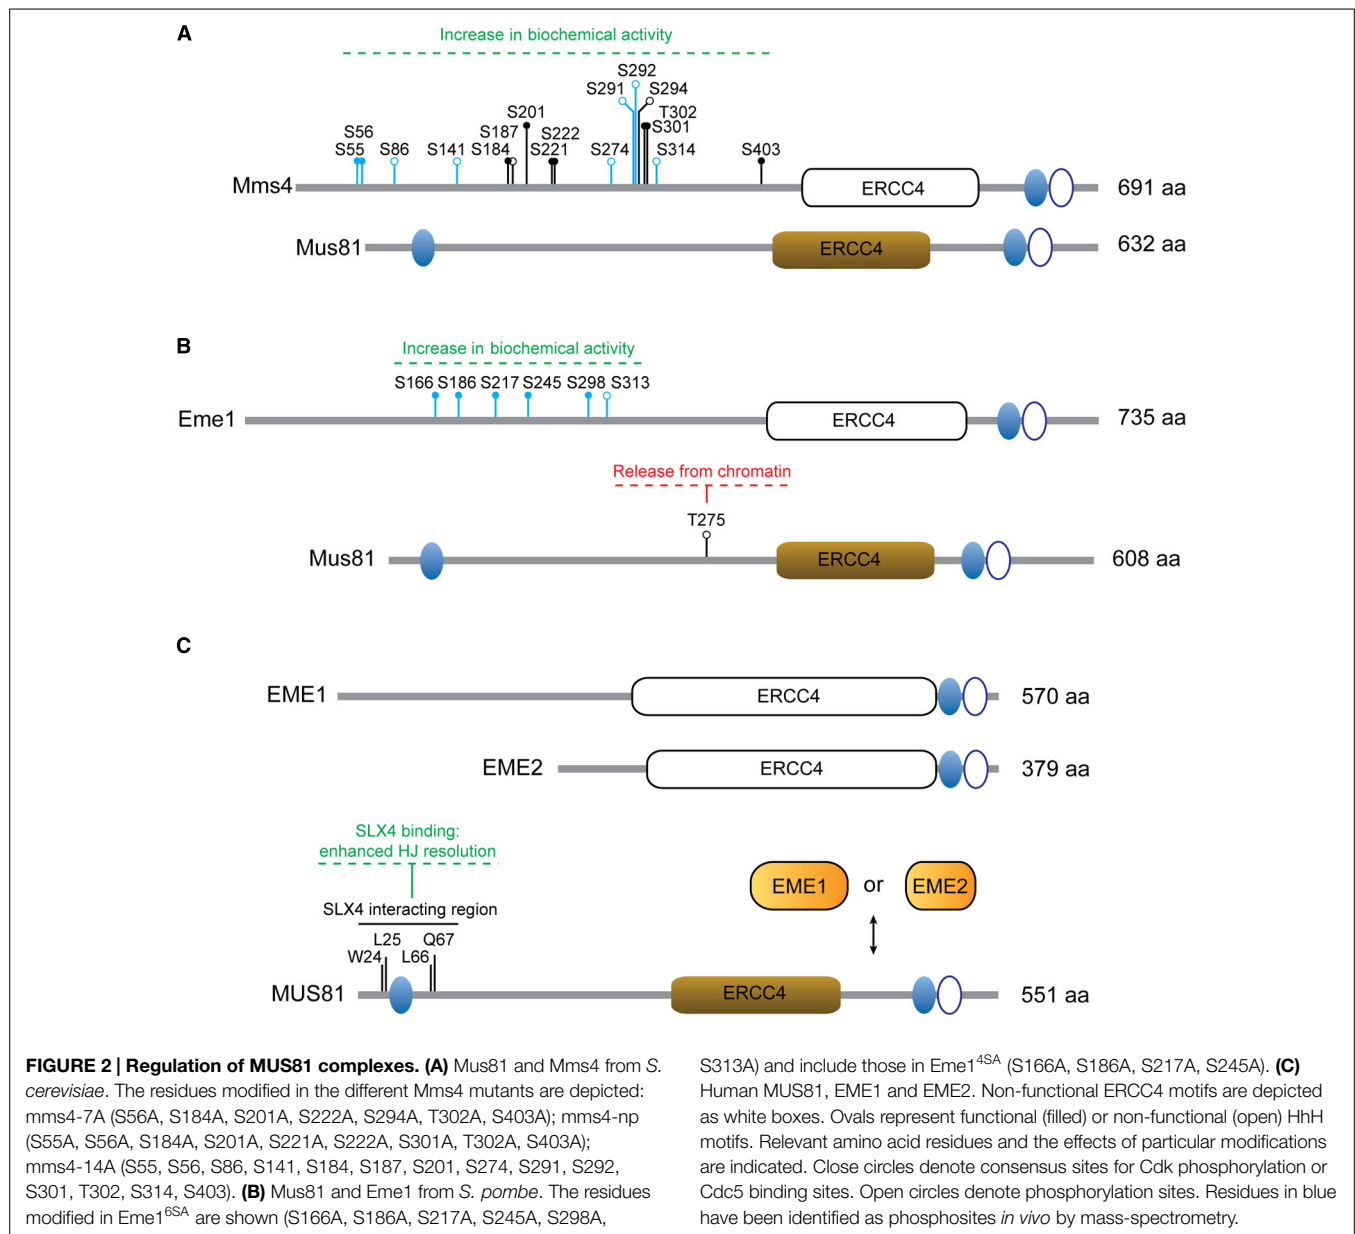 A
Increase in biochemical activity
S292
S291 S294
S201 T302
S56 S187 S222 S301
S55 S86 S141 S184 S221 S274 S314 S403
Mms4 ERCC4 691 aa
Mus81 ERCC4 632 aa
B
Increase in biochemical activity
S166 S186 S217 S245 S298 S313
Eme1 ERCC4 735 aa
Release from chromatin
T275
Mus81 ERCC4 608 aa
C
EME1 ERCC4 570 aa
EME2 ERCC4 379 aa
SLX4 binding:
enhanced HJ resolution
EME1 or EME2
SLX4 interacting region
L25 Q67
W24 L66
MUS81 ERCC4 551 aa
FIGURE 2 | Regulation of MUS81 complexes. (A) Mus81 and Mms4 from S.
cerevisiae. The residues modified in the different Mms4 mutants are depicted:
mms4-7A (S56A, S184A, S201A, S222A, S294A, T302A, S403A); mms4-np
(S55A, S56A, S184A, S201A, S221A, S222A, S301A, T302A, S403A);
mms4-14A (S55, S56, S86, S141, S184, S187, S201, S274, S291, S292,
S301, T302, S314, S403). (B) Mus81 and Eme1 from S. pombe. The residues
modified in Eme1⁶ˢᴬ are shown (S166A, S186A, S217A, S245A, S298A,
S313A) and include those in Eme1⁴ˢᴬ (S166A, S186A, S217A, S245A). (C)
Human MUS81, EME1 and EME2. Non-functional ERCC4 motifs are depicted
as white boxes. Ovals represent functional (filled) or non-functional (open) HhH
motifs. Relevant amino acid residues and the effects of particular modifications
are indicated. Close circles denote consensus sites for Cdk phosphorylation or
Cdc5 binding sites. Open circles denote phosphorylation sites. Residues in blue
have been identified as phosphosites in vivo by mass-spectrometry.